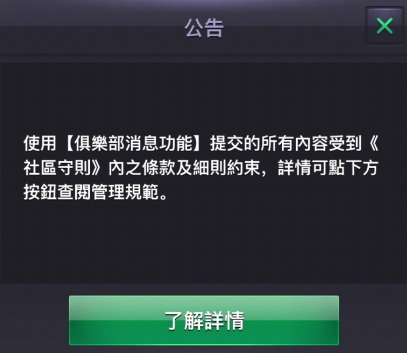 公告
使用【俱樂部消息功能】提交的所有內容受到《
社區守則》內之條款及細則約束，詳情可點下方
按鈕查閱管理規範。
了解詳情